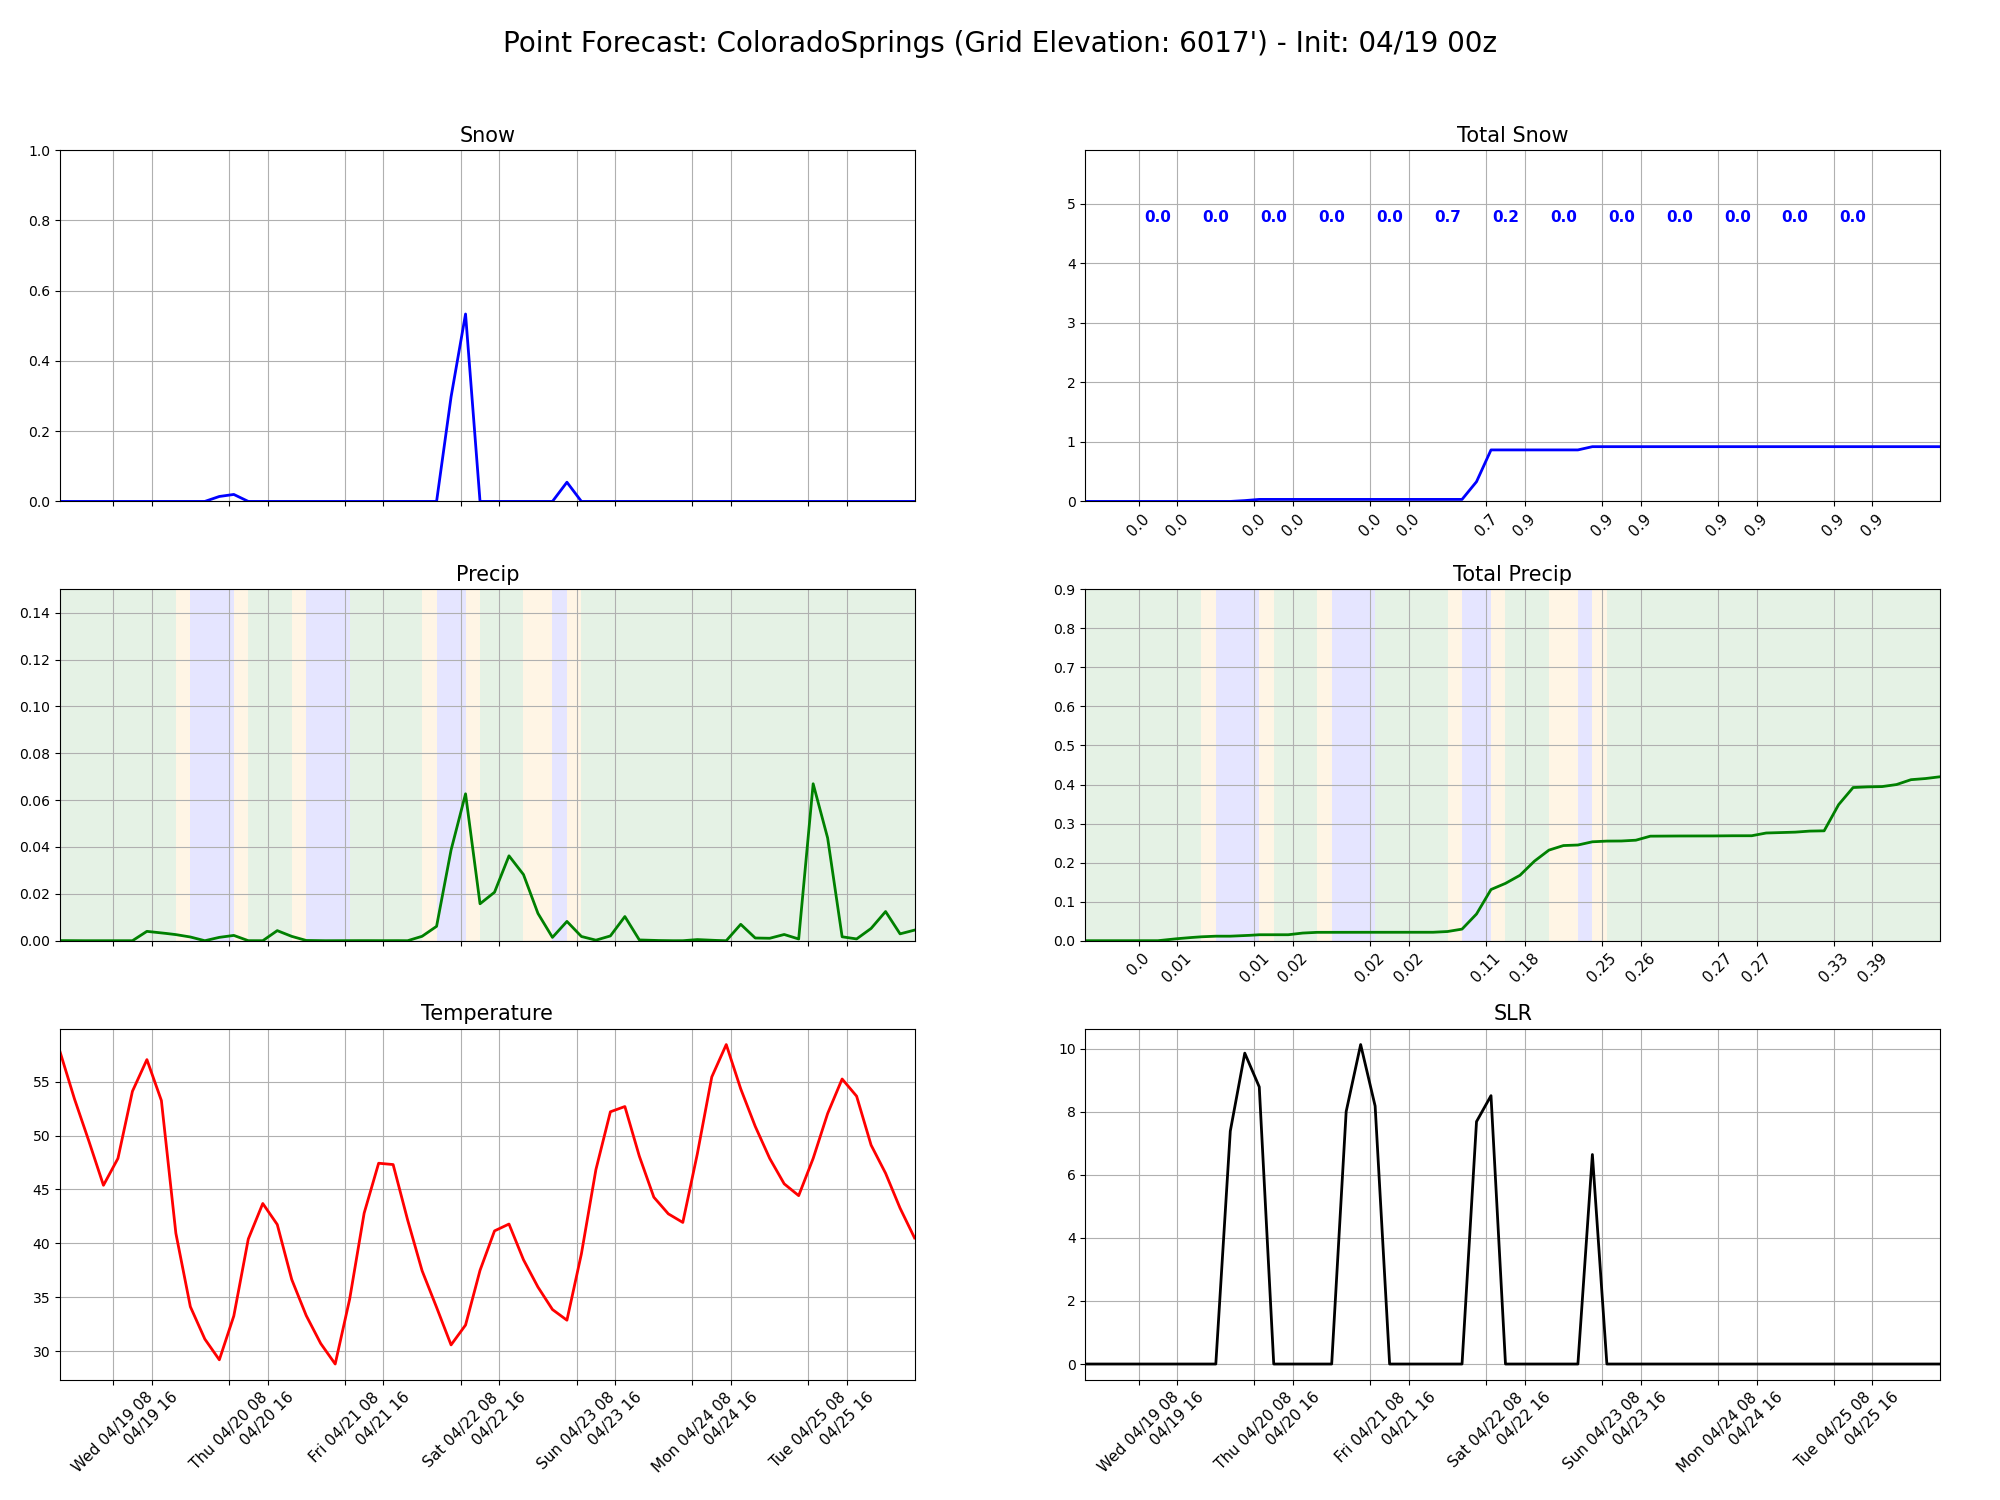 Point Forecast: ColoradoSprings (Grid Elevation: 6017') - Init: 04/19 00z
Snow
1.0
0.8
0.6
0.4
0.2
0.0
Total Snow
5
4
3
2
1
0
0.0 0.0 0.0 0.0 0.0 0.7 0.2 0.0 0.0 0.0 0.0 0.0 0.0
0.0 0.0 0.0 0.0 0.0 0.0 0.7 0.9 0.9 0.9 0.9 0.9 0.9 0.9
Precip
0.14
0.12
0.10
0.08
0.06
0.04
0.02
0.00
Total Precip
0.9
0.8
0.7
0.6
0.5
0.4
0.3
0.2
0.1
0.0
0.0 0.01 0.01 0.02 0.02 0.02 0.11 0.18 0.25 0.26 0.27 0.27 0.33 0.39
Temperature
55
50
45
40
35
30
Wed 04/19 08
04/19 16
Thu 04/20 08
04/20 16
Fri 04/21 08
04/21 16
Sat 04/22 08
04/22 16
Sun 04/23 08
04/23 16
Mon 04/24 08
04/24 16
Tue 04/25 08
04/25 16
SLR
10
8
6
4
2
0
Wed 04/19 08
04/19 16
Thu 04/20 08
04/20 16
Fri 04/21 08
04/21 16
Sat 04/22 08
04/22 16
Sun 04/23 08
04/23 16
Mon 04/24 08
04/24 16
Tue 04/25 08
04/25 16